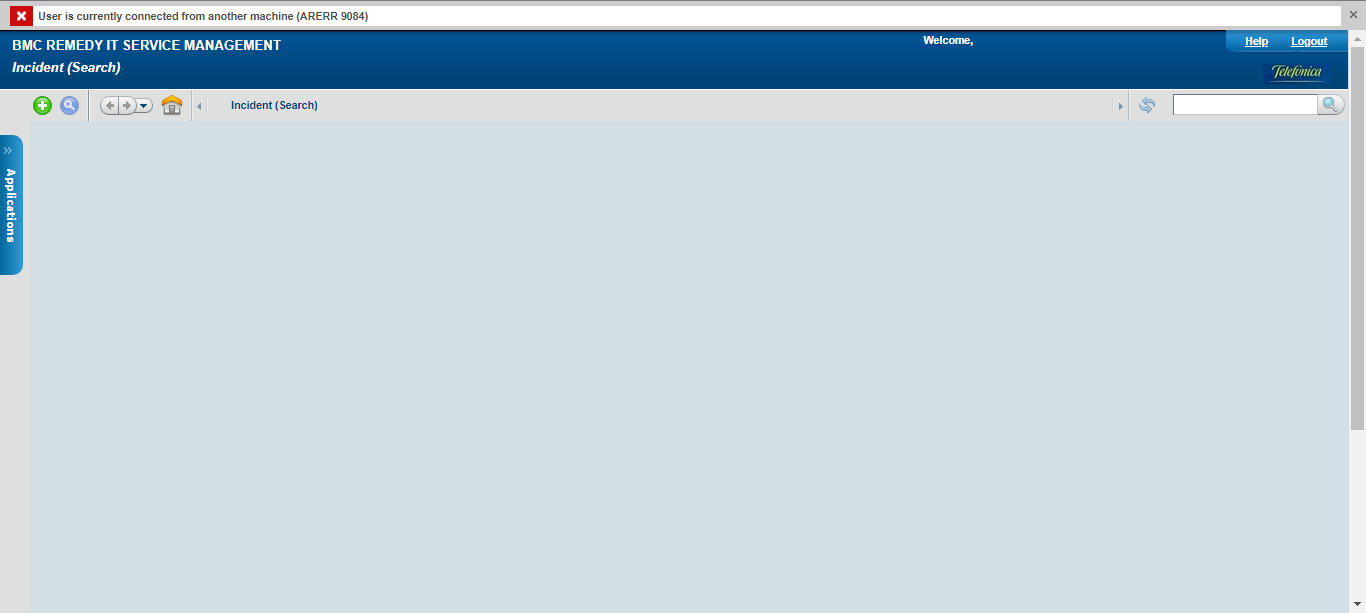 User is currently connected from another machine (ARERR 9084)
BMC REMEDY IT SERVICE MANAGEMENT
Welcome,
Help
Logout
Incident (Search)
Telefónica
Incident (Search)
Applications